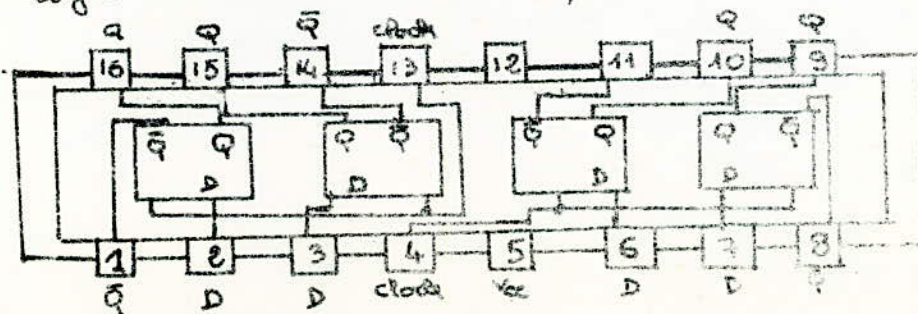 Q Q Q̄ clock Q Q
16 15 14 13 12 11 10 9
Q̄ Q Q Q̄ Q̄ Q Q Q̄
D D D D
1 2 3 4 5 6 7 8
Q̄ D D clock Vcc D D Q̄